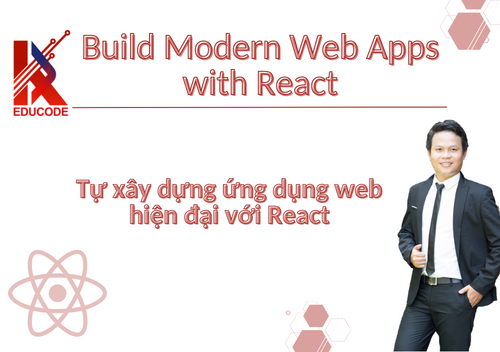 Build Modern Web Apps
with React
EDUCODE
Tự xây dựng ứng dụng web
hiện đại với React